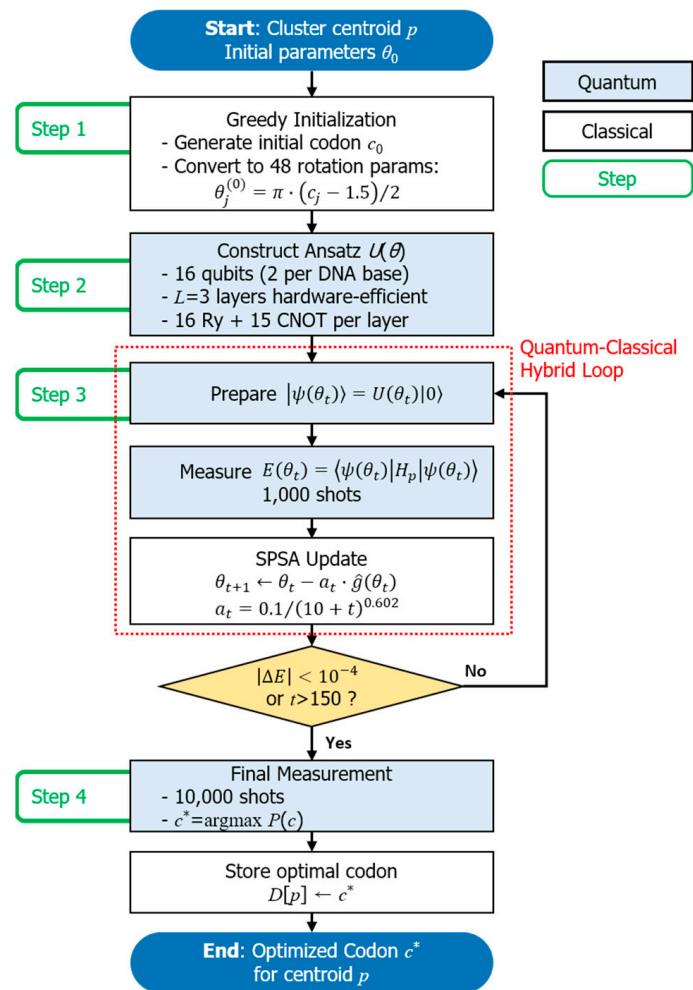 Start: Cluster centroid p
Initial parameters θ₀
Quantum
Classical
Step
Step 1
Greedy Initialization
- Generate initial codon c₀
- Convert to 48 rotation params:
θⱼ⁽⁰⁾ = π · (cⱼ − 1.5)/2
Step 2
Construct Ansatz U(θ)
- 16 qubits (2 per DNA base)
- L=3 layers hardware-efficient
- 16 Ry + 15 CNOT per layer
Quantum-Classical
Hybrid Loop
Step 3
Prepare |ψ(θₜ)⟩ = U(θₜ)|0⟩
Measure E(θₜ) = ⟨ψ(θₜ)|Hₚ|ψ(θₜ)⟩
1,000 shots
SPSA Update
θₜ₊₁ ← θₜ − aₜ · ĝ(θₜ)
aₜ = 0.1/(10 + t)^0.602
|ΔE| < 10⁻⁴
or t>150 ?
No
Yes
Step 4
Final Measurement
- 10,000 shots
- c*=argmax P(c)
Store optimal codon
D[p] ← c*
End: Optimized Codon c*
for centroid p